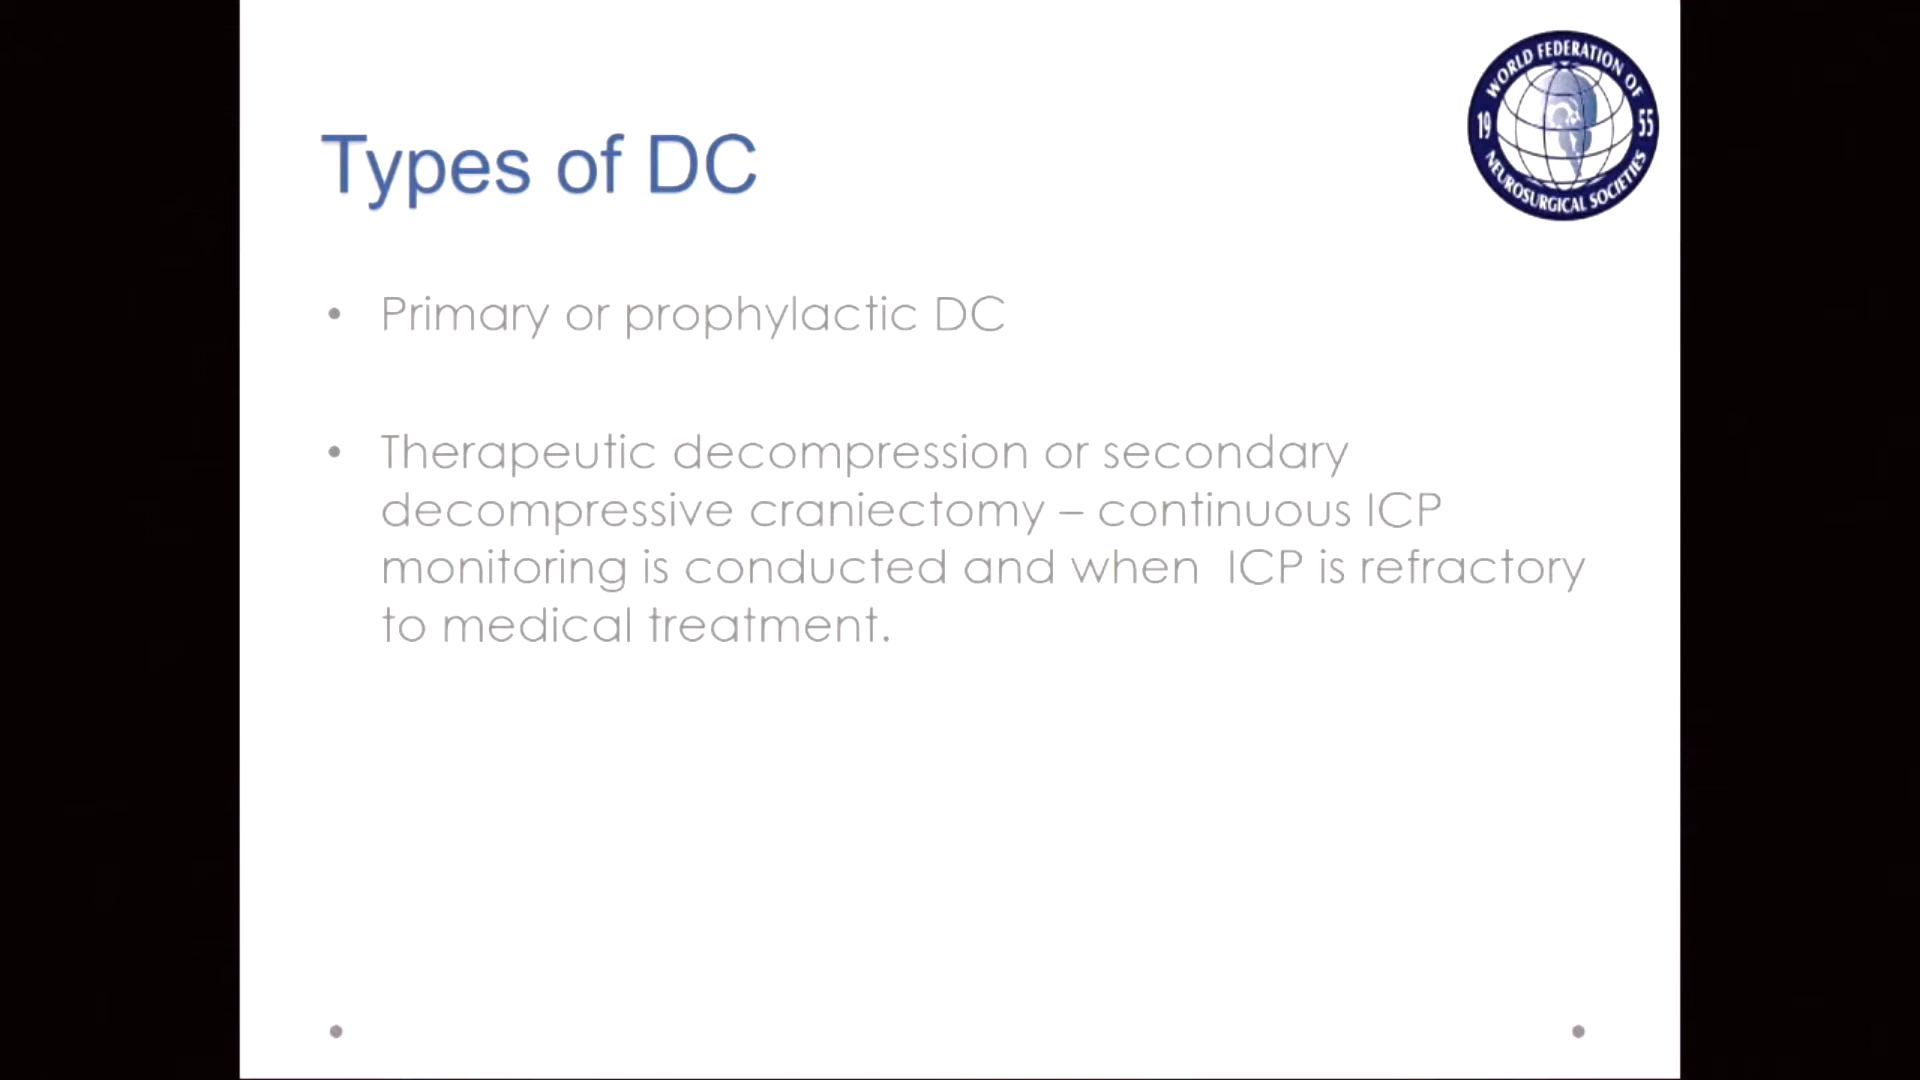 WORLD FEDERATION OF
19 55
NEUROSURGICAL SOCIETIES
Types of DC
• Primary or prophylactic DC
• Therapeutic decompression or secondary
decompressive craniectomy – continuous ICP
monitoring is conducted and when ICP is refractory
to medical treatment.